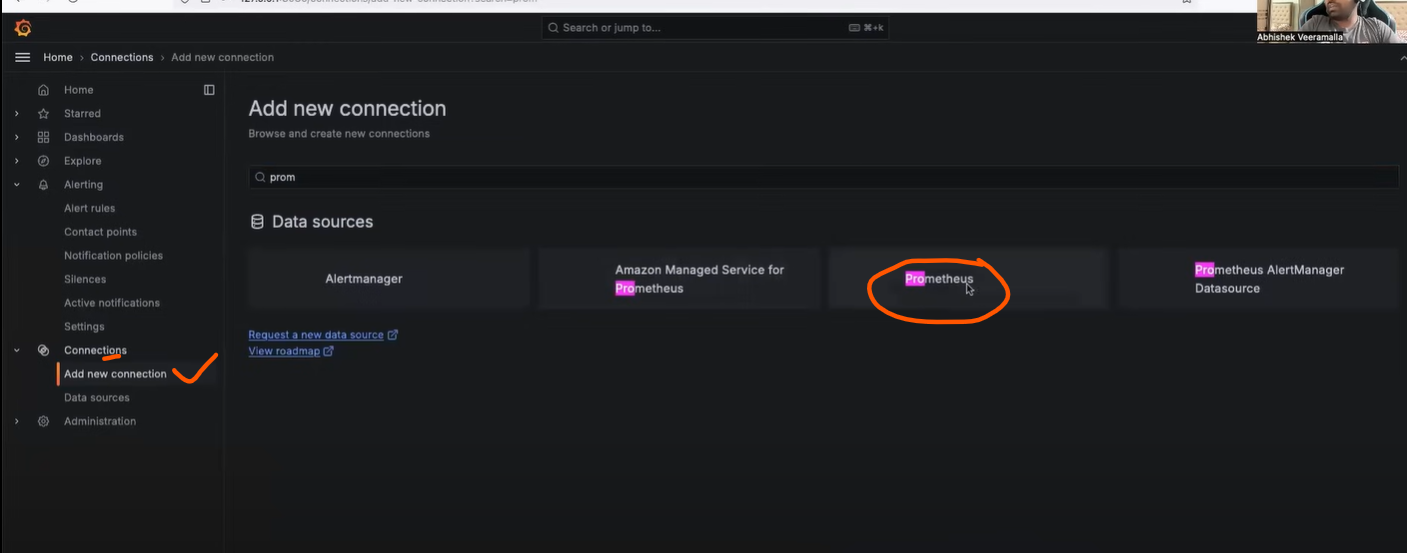 Search or jump to...
⌘+k
Abhishek Veeramalla
Home › Connections › Add new connection
Home
Starred
Dashboards
Explore
Alerting
Alert rules
Contact points
Notification policies
Silences
Active notifications
Settings
Connections
Add new connection
Data sources
Administration
Add new connection
Browse and create new connections
prom
Data sources
Alertmanager
Amazon Managed Service for
Prometheus
Prometheus
Prometheus AlertManager
Datasource
Request a new data source
View roadmap